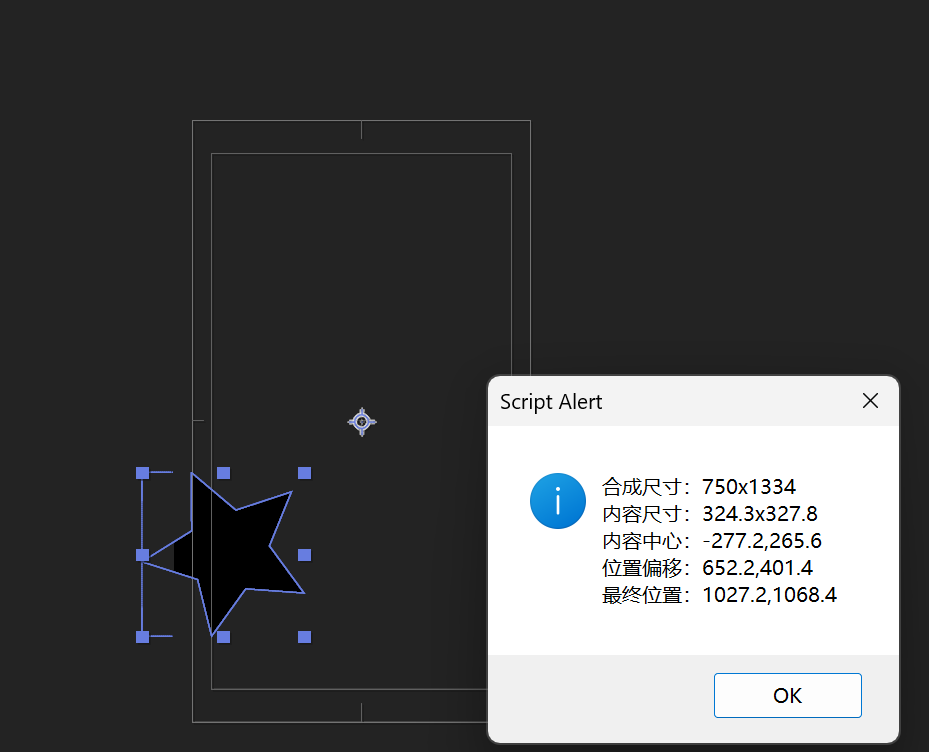 Script Alert
合成尺寸：750x1334
内容尺寸：324.3x327.8
内容中心：-277.2,265.6
位置偏移：652.2,401.4
最终位置：1027.2,1068.4
OK